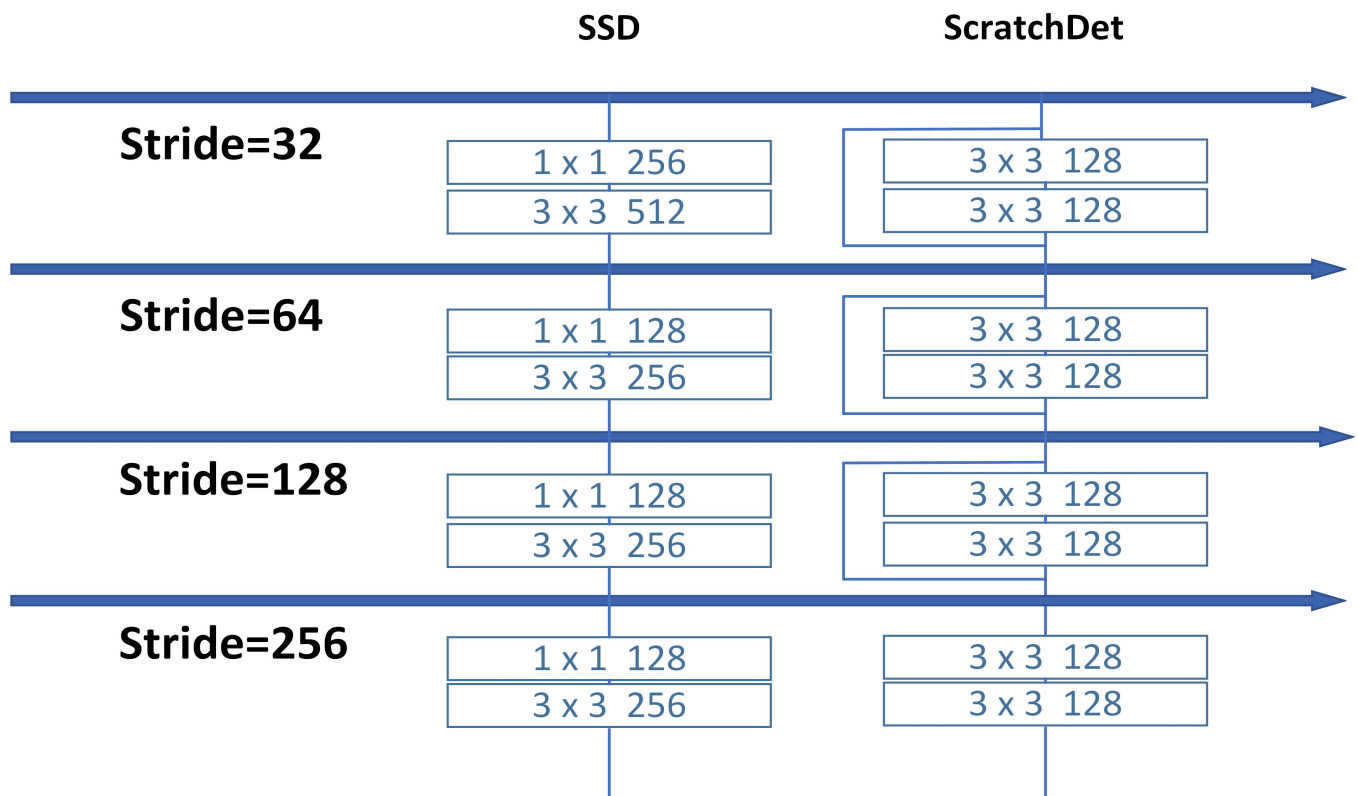 SSD ScratchDet
Stride=32
1 x 1 256 3 x 3 128
3 x 3 512 3 x 3 128
Stride=64
1 x 1 128 3 x 3 128
3 x 3 256 3 x 3 128
Stride=128
1 x 1 128 3 x 3 128
3 x 3 256 3 x 3 128
Stride=256
1 x 1 128 3 x 3 128
3 x 3 256 3 x 3 128